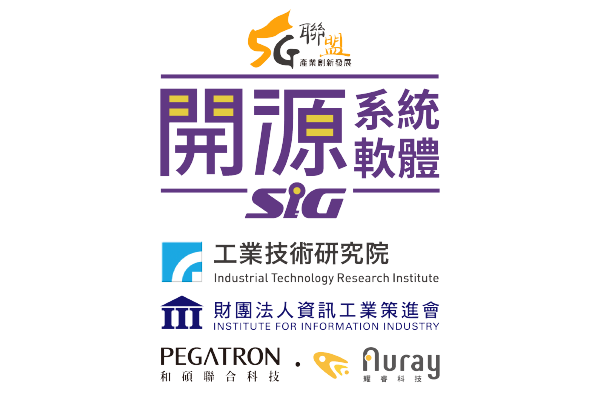 5G聯盟
產業創新發展
開源系統軟體
SiG
工業技術研究院
Industrial Technology Research Institute
財團法人資訊工業策進會
INSTITUTE FOR INFORMATION INDUSTRY
PEGATRON • Auray
和碩聯合科技 耀睿科技